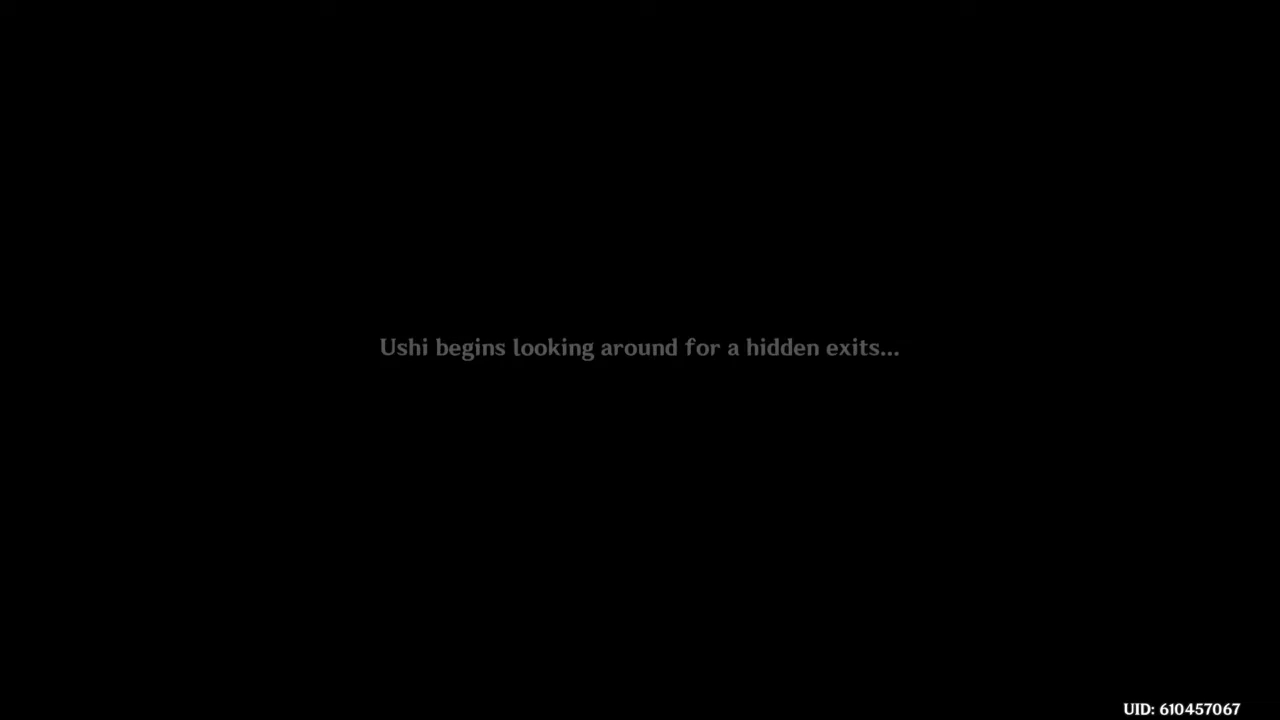 Ushi begins looking around for a hidden exits...
UID: 610457067